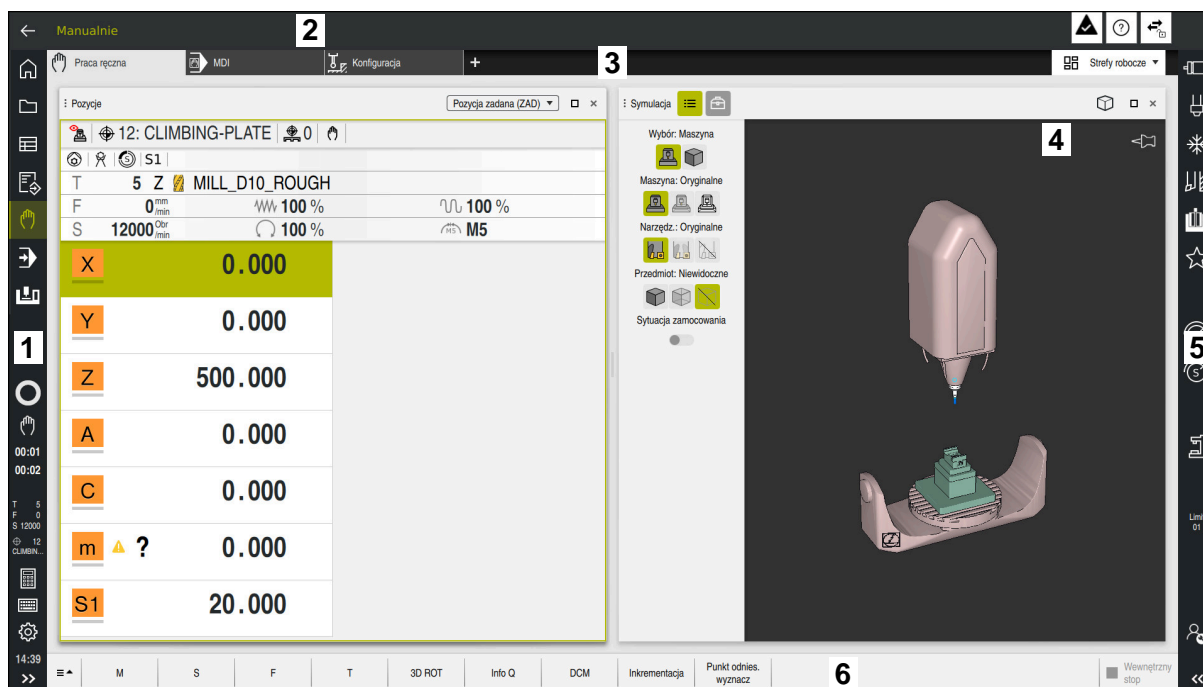 Manualnie
2
Praca ręczna
MDI
Konfiguracja
+
3
Strefy robocze
Pozycje
Pozycja zadana (ZAD)
Symulacja
12: CLIMBING-PLATE
0
S1
T 5 Z MILL_D10_ROUGH
F 0 mm/min 100 % 100 %
S 12000 Obr/min 100 % M5
X 0.000
Y 0.000
Z 500.000
A 0.000
C 0.000
m ? 0.000
S1 20.000
Wybór: Maszyna
Maszyna: Oryginalne
Narzędz.: Oryginalne
Przedmiot: Niewidoczne
Sytuacja zamocowania
4
1
00:01
00:02
T 5
F 0
S 12000
12
CLIMBIN...
14:39
5
S
Limit
01
M
S
F
T
3D ROT
Info Q
DCM
Inkrementacja
Punkt odnies.
wyznacz
6
Wewnętrzny
stop